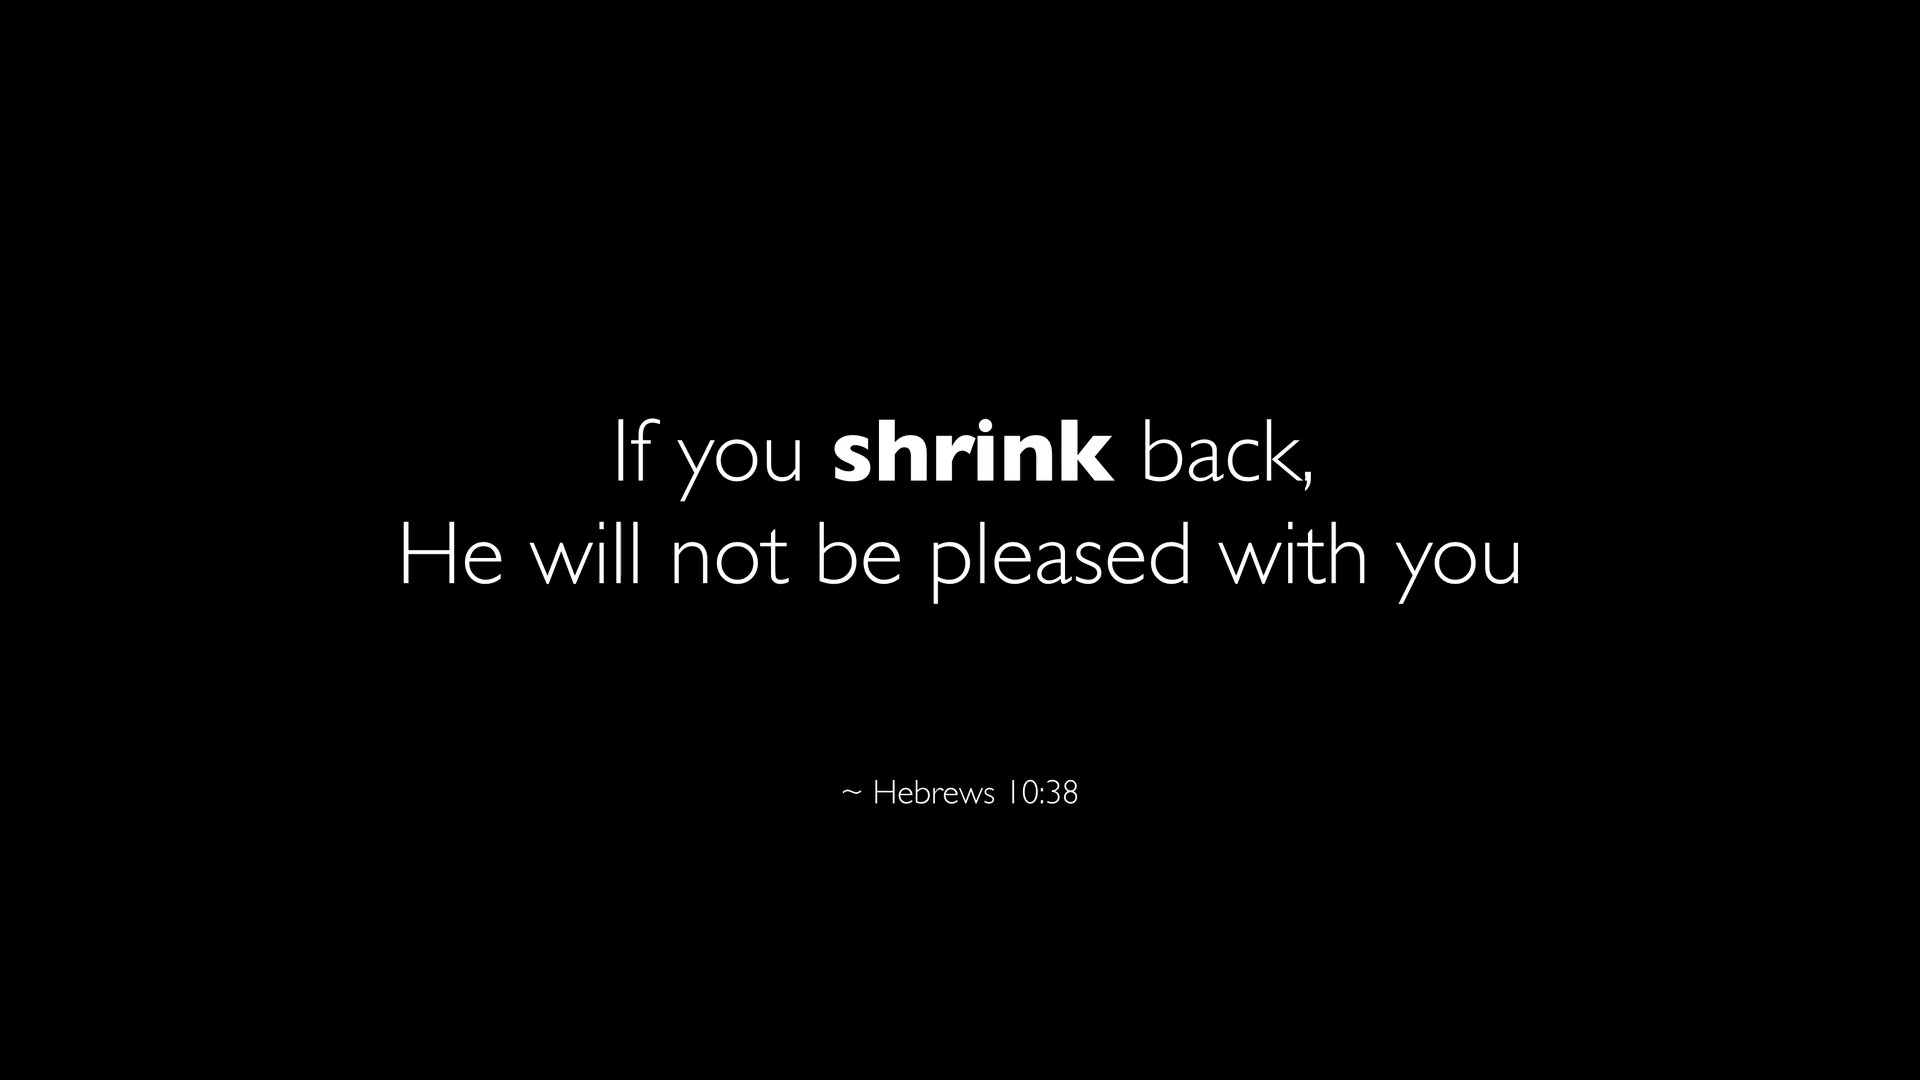 If you shrink back,
He will not be pleased with you
~ Hebrews 10:38